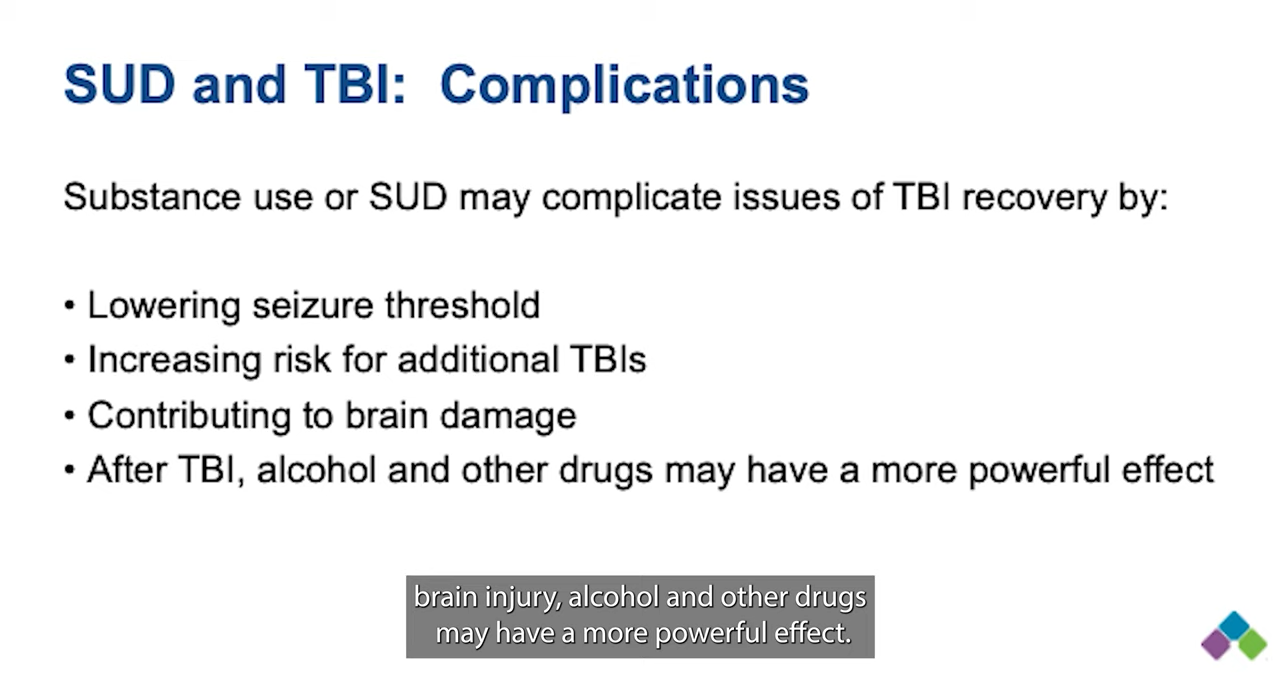 SUD and TBI: Complications
Substance use or SUD may complicate issues of TBI recovery by:
• Lowering seizure threshold
• Increasing risk for additional TBIs
• Contributing to brain damage
• After TBI, alcohol and other drugs may have a more powerful effect
brain injury, alcohol and other drugs
may have a more powerful effect.